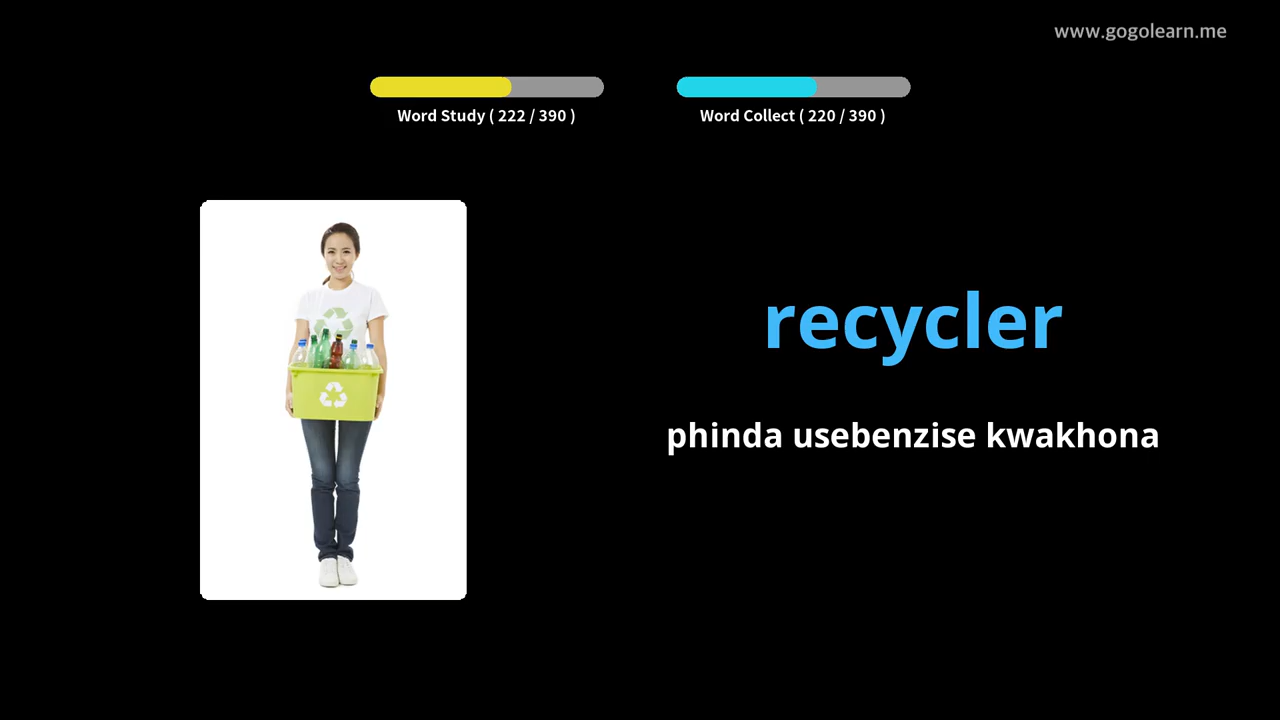 www.gogolearn.me
Word Study ( 222 / 390 )
Word Collect ( 220 / 390 )
recycler
phinda usebenzise kwakhona